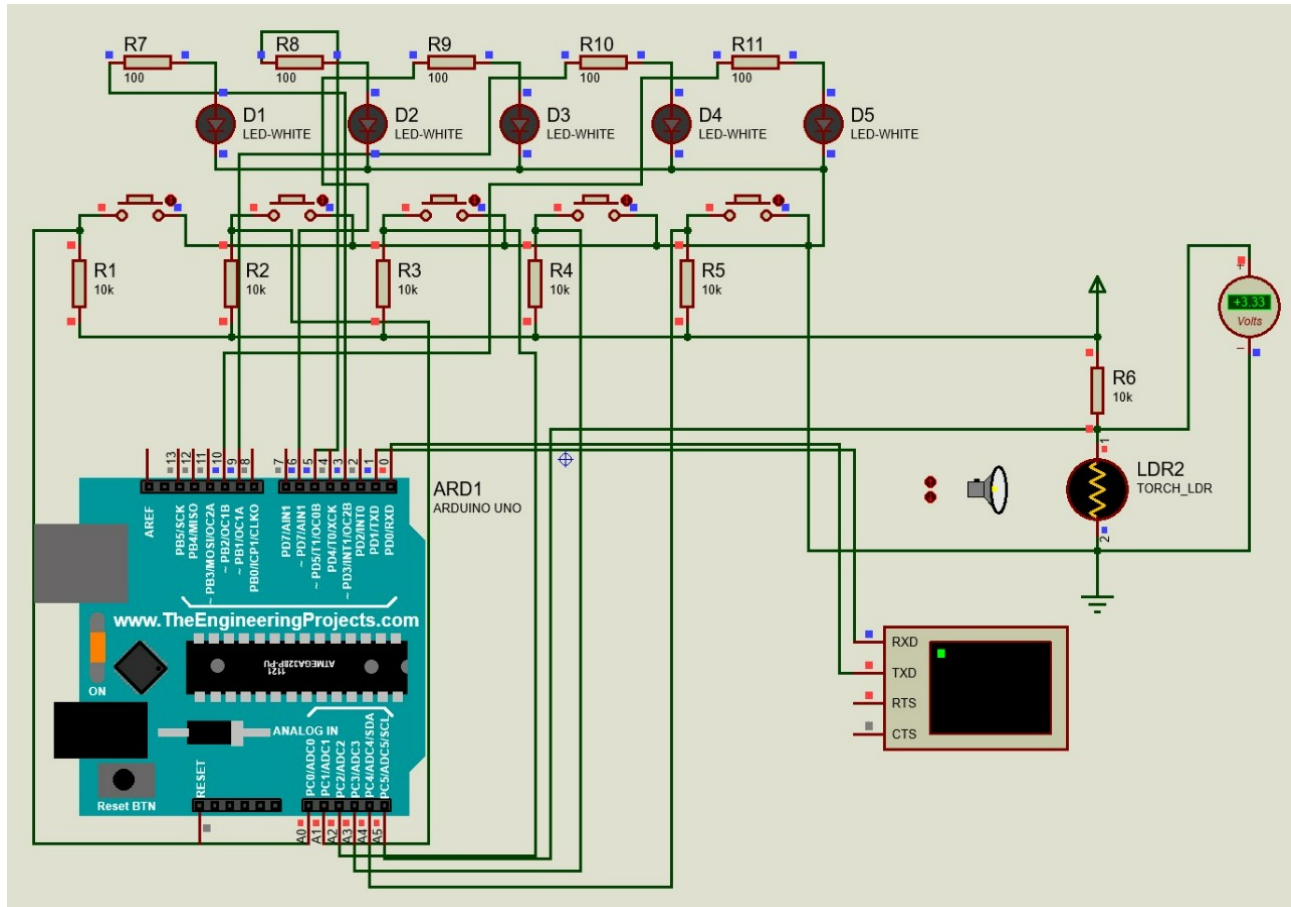 R7
100
R8
100
R9
100
R10
100
R11
100
D1
LED-WHITE
D2
LED-WHITE
D3
LED-WHITE
D4
LED-WHITE
D5
LED-WHITE
R1
10k
R2
10k
R3
10k
R4
10k
R5
10k
+
+3.33
Volts
−
R6
10k
1
LDR2
TORCH_LDR
2
13
12
11
10
9
8
7
6
5
4
3
2
1
0
ARD1
ARDUINO UNO
AREF
PB5/SCK
PB4/MISO
~ PB3/MOSI/OC2A
~ PB2/OC1B
~ PB1/OC1A
PB0/ICP1/CLKO
PD7/AIN1
~ PD7/AIN1
~ PD5/T1/OC0B
PD4/T0/XCK
~ PD3/INT1/OC2B
PD2/INT0
PD1/TXD
PD0/RXD
www.TheEngineeringProjects.com
1121
ATMEGA328P-PU
ON
ANALOG IN
RESET
Reset BTN
PC0/ADC0
PC1/ADC1
PC2/ADC2
PC3/ADC3
PC4/ADC4/SDA
PC5/ADC5/SCL
A0
A1
A2
A3
A4
A5
RXD
TXD
RTS
CTS